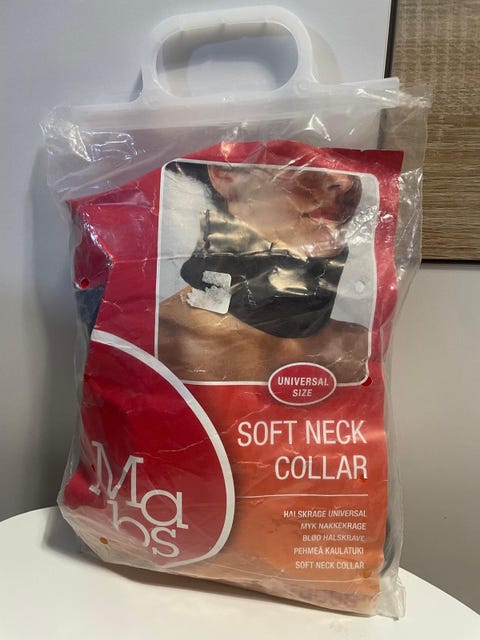 UNIVERSAL
SIZE
SOFT NECK
COLLAR
Mabs
HALSKRAGE UNIVERSAL
MYK NAKKEKRAGE
BLØD HALSKRAVE
PEHMEÄ KAULATUKI
SOFT NECK COLLAR